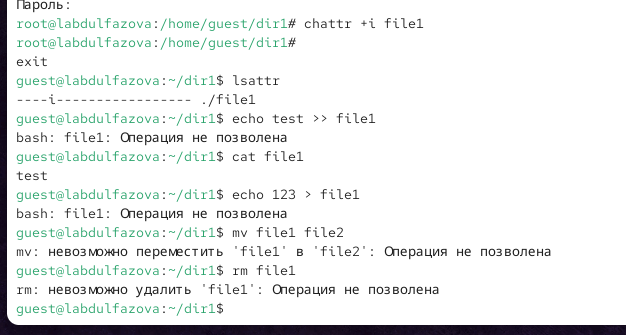 Пароль:
root@labdulfazova:/home/guest/dir1# chattr +i file1
root@labdulfazova:/home/guest/dir1#
exit
guest@labdulfazova:~/dir1$ lsattr
----i----------------- ./file1
guest@labdulfazova:~/dir1$ echo test >> file1
bash: file1: Операция не позволена
guest@labdulfazova:~/dir1$ cat file1
test
guest@labdulfazova:~/dir1$ echo 123 > file1
bash: file1: Операция не позволена
guest@labdulfazova:~/dir1$ mv file1 file2
mv: невозможно переместить 'file1' в 'file2': Операция не позволена
guest@labdulfazova:~/dir1$ rm file1
rm: невозможно удалить 'file1': Операция не позволена
guest@labdulfazova:~/dir1$